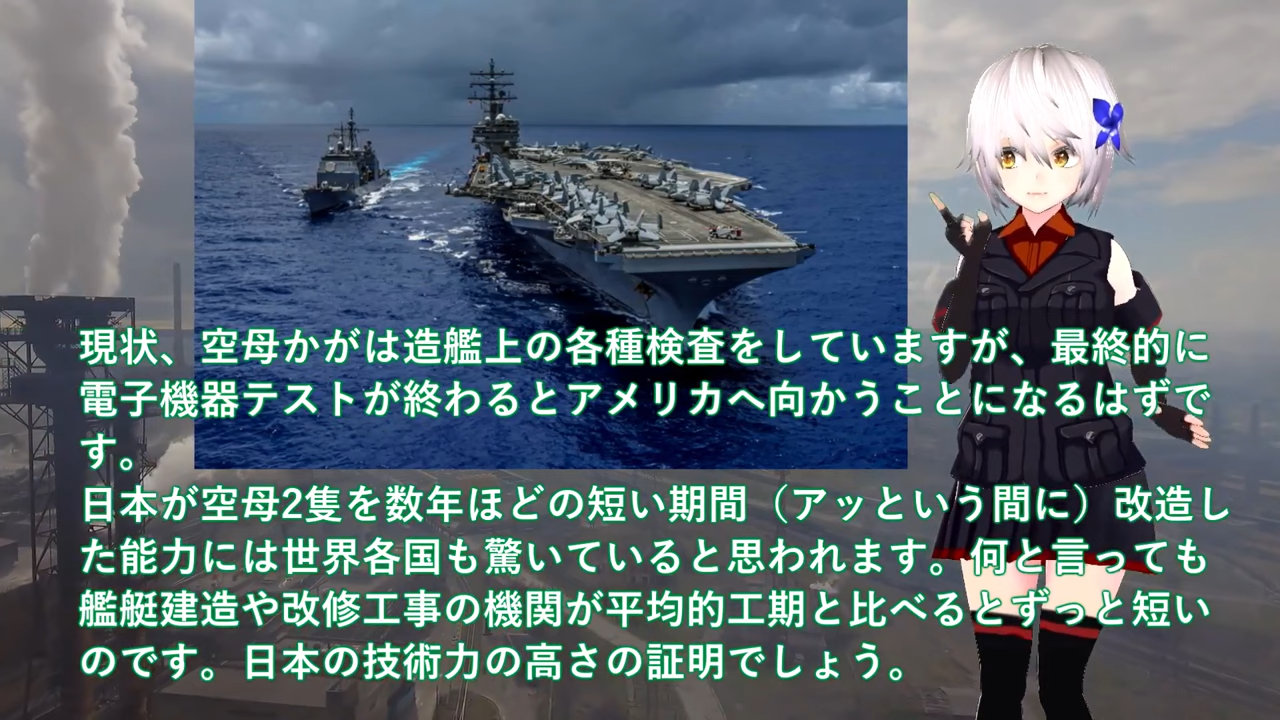 現状、空母かがは造艦上の各種検査をしていますが、最終的に
電子機器テストが終わるとアメリカへ向かうことになるはずで
す。
日本が空母2隻を数年ほどの短い期間（アッという間に）改造し
た能力には世界各国も驚いていると思われます。何と言っても
艦艇建造や改修工事の機関が平均的工期と比べるとずっと短い
のです。日本の技術力の高さの証明でしょう。